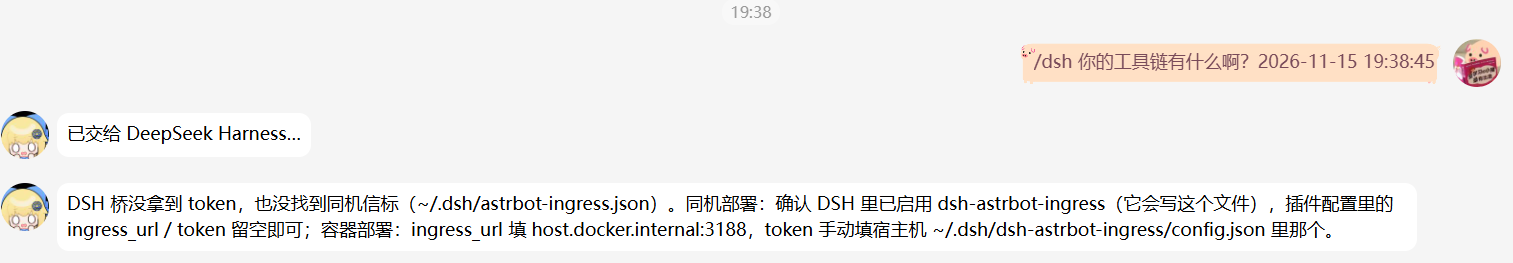 19:38
/dsh 你的工具链有什么啊？2026-11-15 19:38:45
已交给 DeepSeek Harness...
DSH 桥没拿到 token，也没找到同机信标（~/.dsh/astrbot-ingress.json）。同机部署：确认 DSH 里已启用 dsh-astrbot-ingress（它会写这个文件），插件配置里的
ingress_url / token 留空即可；容器部署：ingress_url 填 host.docker.internal:3188，token 手动填宿主机 ~/.dsh/dsh-astrbot-ingress/config.json 里那个。